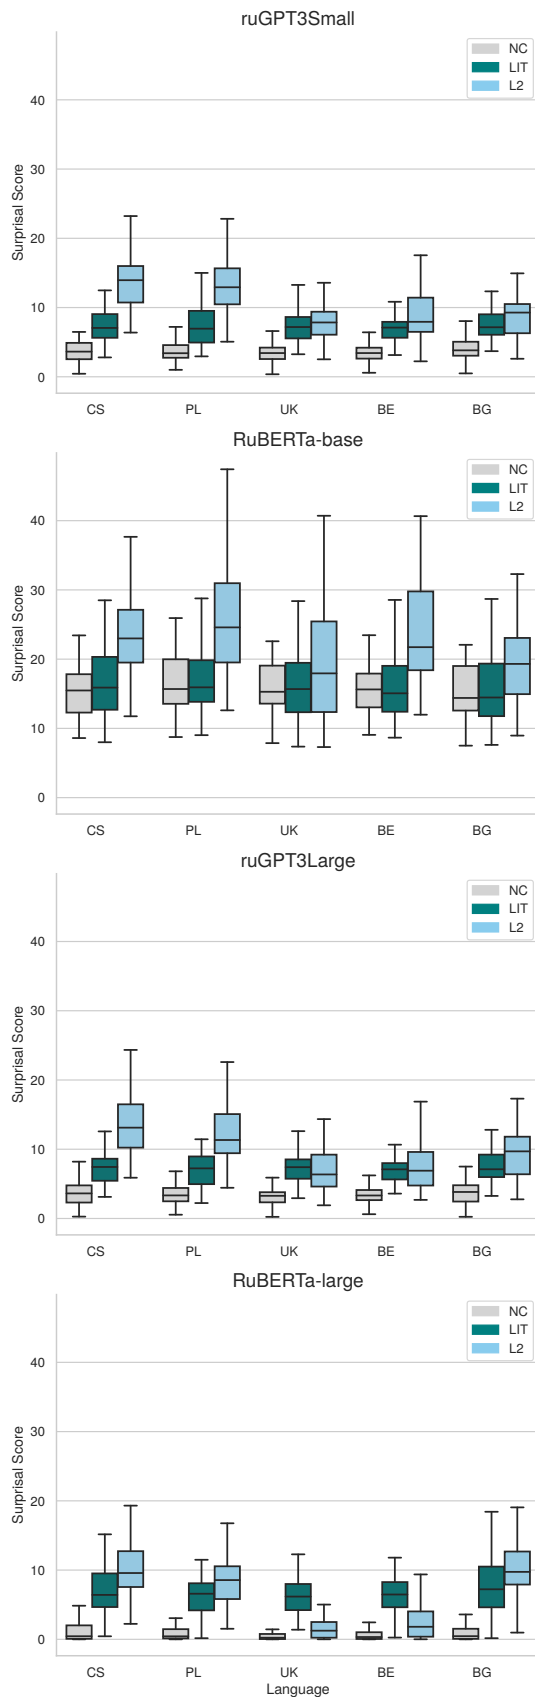 ruGPT3Small
NC
LIT
L2
Surprisal Score
40
30
20
10
0
CS PL UK BE BG
RuBERTa-base
NC
LIT
L2
Surprisal Score
40
30
20
10
0
CS PL UK BE BG
ruGPT3Large
NC
LIT
L2
Surprisal Score
40
30
20
10
0
CS PL UK BE BG
RuBERTa-large
NC
LIT
L2
Surprisal Score
40
30
20
10
0
CS PL UK BE BG
Language